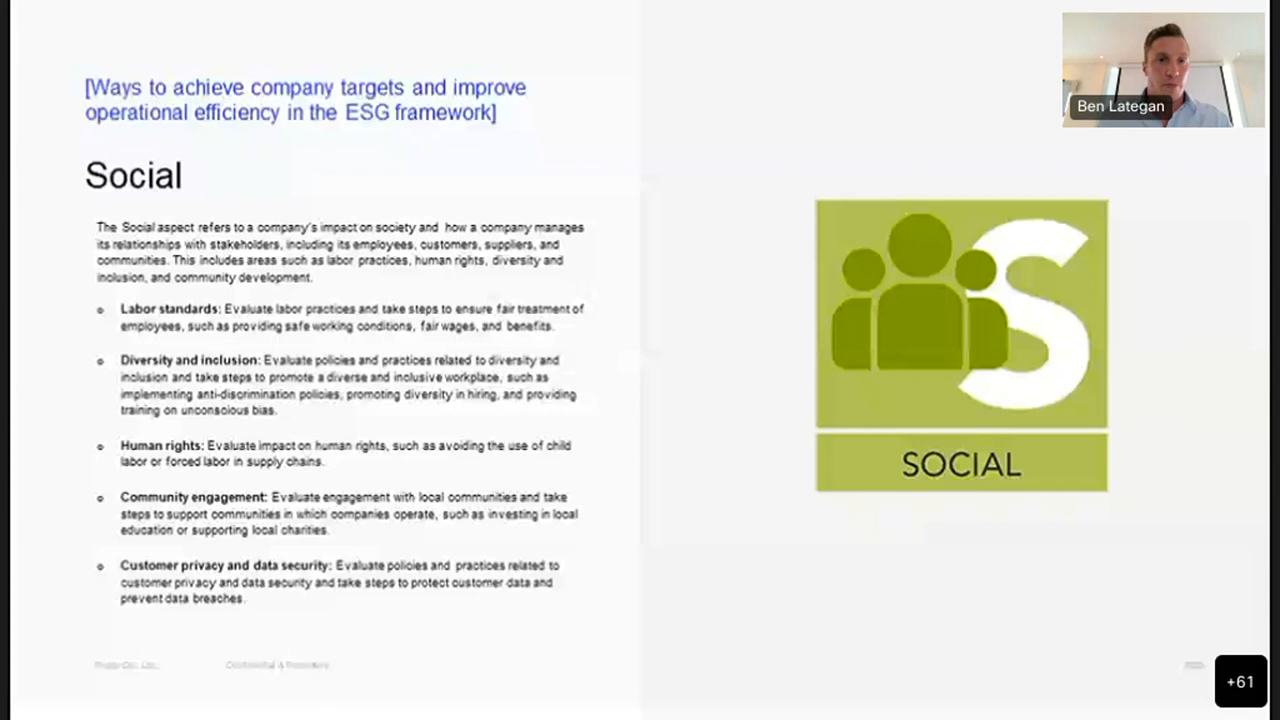 [Ways to achieve company targets and improve
operational efficiency in the ESG framework]
Social
The Social aspect refers to a company's impact on society and how a company manages
its relationships with stakeholders, including its employees, customers, suppliers, and
communities. This includes areas such as labor practices, human rights, diversity and
inclusion, and community development.
Labor standards: Evaluate labor practices and take steps to ensure fair treatment of
employees, such as providing safe working conditions, fair wages, and benefits.
Diversity and inclusion: Evaluate policies and practices related to diversity and
inclusion and take steps to promote a diverse and inclusive workplace, such as
implementing anti-discrimination policies, promoting diversity in hiring, and providing
training on unconscious bias.
Human rights: Evaluate impact on human rights, such as avoiding the use of child
labor or forced labor in supply chains.
Community engagement: Evaluate engagement with local communities and take
steps to support communities in which companies operate, such as investing in local
education or supporting local charities.
Customer privacy and data security: Evaluate policies and practices related to
customer privacy and data security and take steps to protect customer data and
prevent data breaches.
S
SOCIAL
Ben Lategan
+61